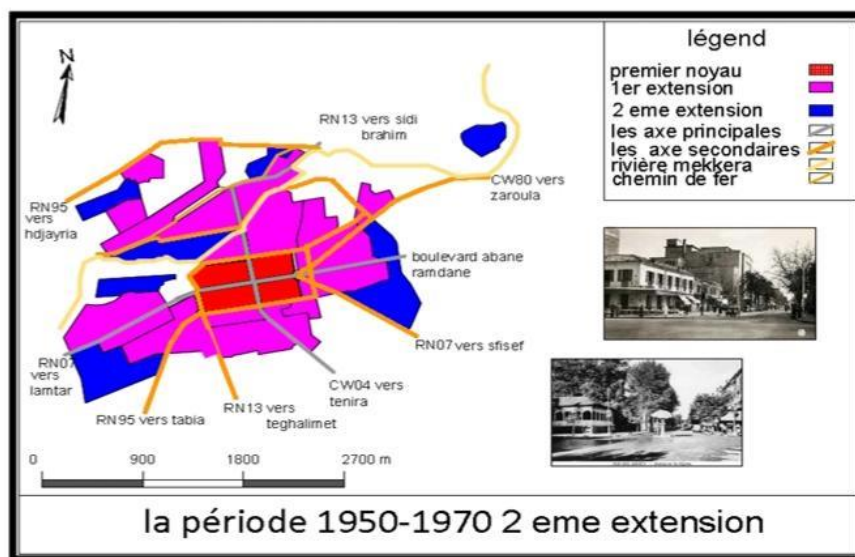 légend
premier noyau
1er extension
2 eme extension
les axe principales
les axe secondaires
rivière mekkera
chemin de fer
N
RN13 vers sidi
brahim
CW80 vers
zaroula
RN95
vers
hdjayria
boulevard abane
ramdane
RN07 vers sfisef
RN07
vers
lamtar
CW04 vers
tenira
RN13 vers
teghalimet
RN95 vers tabia
0 900 1800 2700 m
la période 1950-1970 2 eme extension